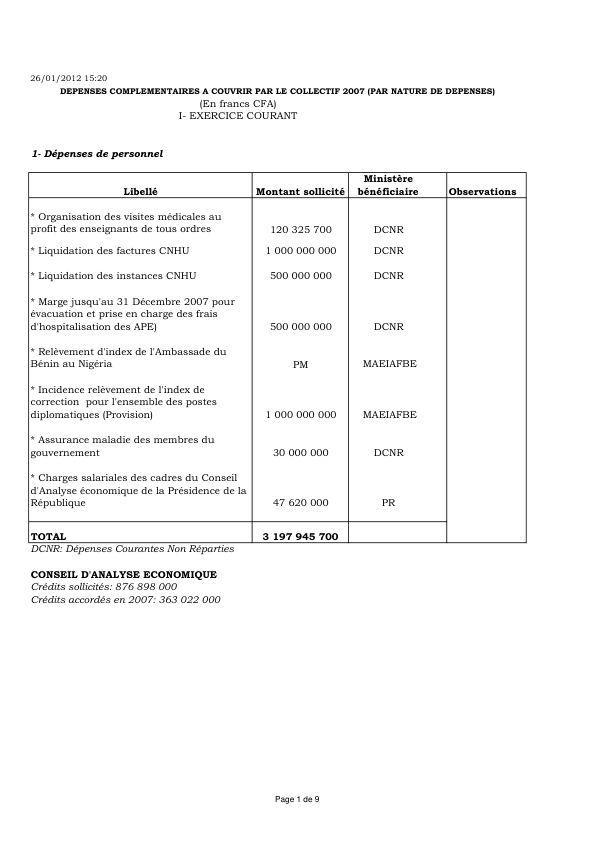 26/01/2012 15:20
DEPENSES COMPLEMENTAIRES A COUVRIR PAR LE COLLECTIF 2007 (PAR NATURE DE DEPENSES)
(En francs CFA)
I- EXERCICE COURANT
1- Dépenses de personnel
Libellé Montant sollicité Ministère bénéficiaire Observations
* Organisation des visites médicales au
profit des enseignants de tous ordres 120 325 700 DCNR
* Liquidation des factures CNHU 1 000 000 000 DCNR
* Liquidation des instances CNHU 500 000 000 DCNR
* Marge jusqu'au 31 Décembre 2007 pour
évacuation et prise en charge des frais
d'hospitalisation des APE) 500 000 000 DCNR
* Relèvement d'index de l'Ambassade du
Bénin au Nigéria PM MAEIAFBE
* Incidence relèvement de l'index de
correction  pour l'ensemble des postes
diplomatiques (Provision) 1 000 000 000 MAEIAFBE
* Assurance maladie des membres du
gouvernement 30 000 000 DCNR
* Charges salariales des cadres du Conseil
d'Analyse économique de la Présidence de la
République 47 620 000 PR
TOTAL 3 197 945 700
DCNR: Dépenses Courantes Non Réparties
CONSEIL D'ANALYSE ECONOMIQUE
Crédits sollicités: 876 898 000
Crédits accordés en 2007: 363 022 000
Page 1 de 9